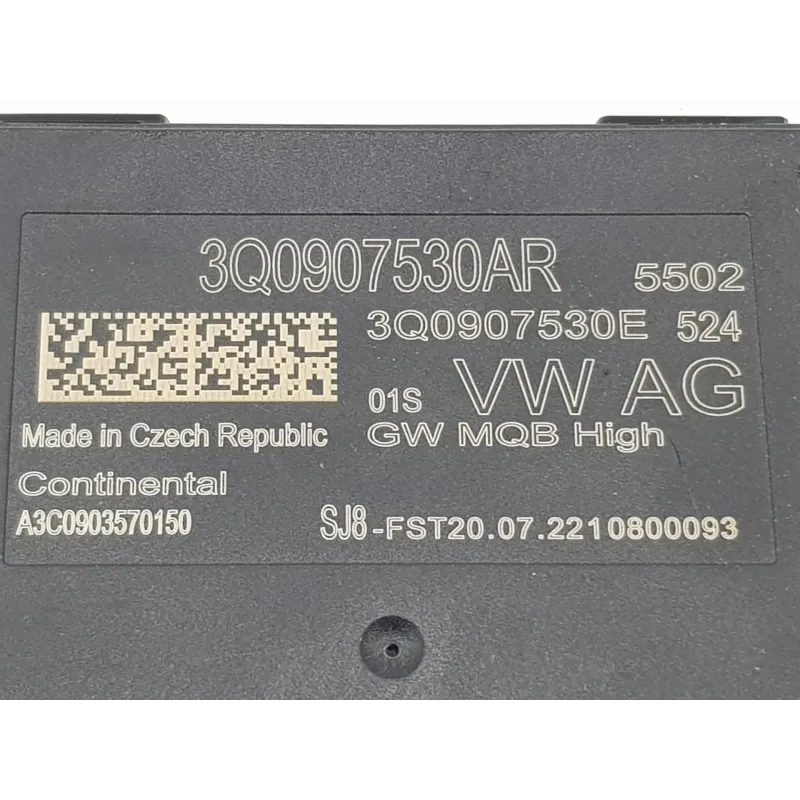 3Q0907530AR 5502
3Q0907530E 524
01S VW AG
Made in Czech Republic GW MQB High
Continental
A3C0903570150 SJ8-FST20.07.2210800093